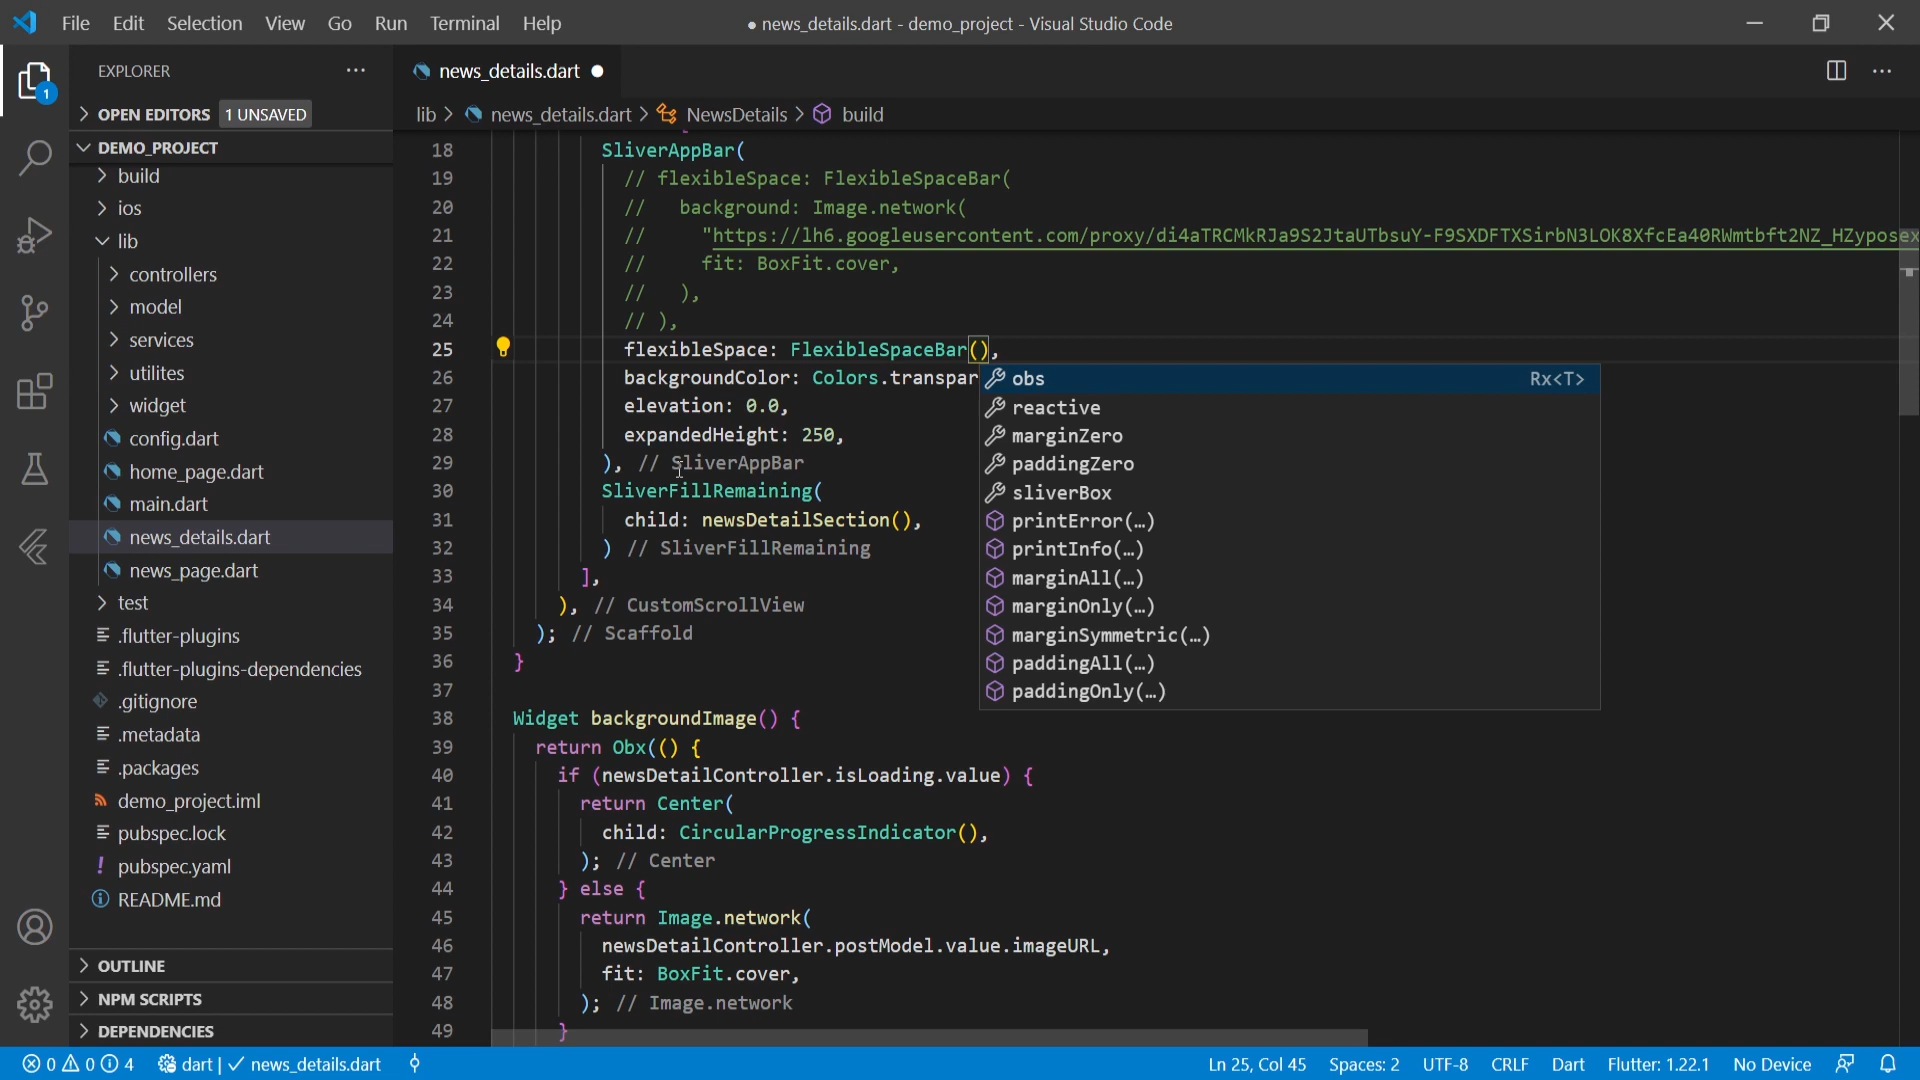 File Edit Selection View Go Run Terminal Help
● news_details.dart - demo_project - Visual Studio Code
EXPLORER
OPEN EDITORS 1 UNSAVED
DEMO_PROJECT
build
ios
lib
controllers
model
services
utilites
widget
config.dart
home_page.dart
main.dart
news_details.dart
news_page.dart
test
.flutter-plugins
.flutter-plugins-dependencies
.gitignore
.metadata
.packages
demo_project.iml
pubspec.lock
pubspec.yaml
README.md
OUTLINE
NPM SCRIPTS
DEPENDENCIES
1
news_details.dart
lib > news_details.dart > NewsDetails > build
18 SliverAppBar(
19 // flexibleSpace: FlexibleSpaceBar(
20 // background: Image.network(
21 // "https://lh6.googleusercontent.com/proxy/di4aTRCMkRJa9S2JtaUTbsuY-F9SXDFTXSirbN3LOK8XfcEa40RWmtbft2NZ_HZyposex
22 // fit: BoxFit.cover,
23 // ),
24 // ),
25 flexibleSpace: FlexibleSpaceBar(),
26 backgroundColor: Colors.transpar
27 elevation: 0.0,
28 expandedHeight: 250,
29 ), // SliverAppBar
30 SliverFillRemaining(
31 child: newsDetailSection(),
32 ) // SliverFillRemaining
33 ],
34 ), // CustomScrollView
35 ); // Scaffold
36 }
37
38 Widget backgroundImage() {
39 return Obx(() {
40 if (newsDetailController.isLoading.value) {
41 return Center(
42 child: CircularProgressIndicator(),
43 ); // Center
44 } else {
45 return Image.network(
46 newsDetailController.postModel.value.imageURL,
47 fit: BoxFit.cover,
48 ); // Image.network
49 }
obs Rx<T>
reactive
marginZero
paddingZero
sliverBox
printError(…)
printInfo(…)
marginAll(…)
marginOnly(…)
marginSymmetric(…)
paddingAll(…)
paddingOnly(…)
0 0 4 dart | ✓ news_details.dart Ln 25, Col 45 Spaces: 2 UTF-8 CRLF Dart Flutter: 1.22.1 No Device